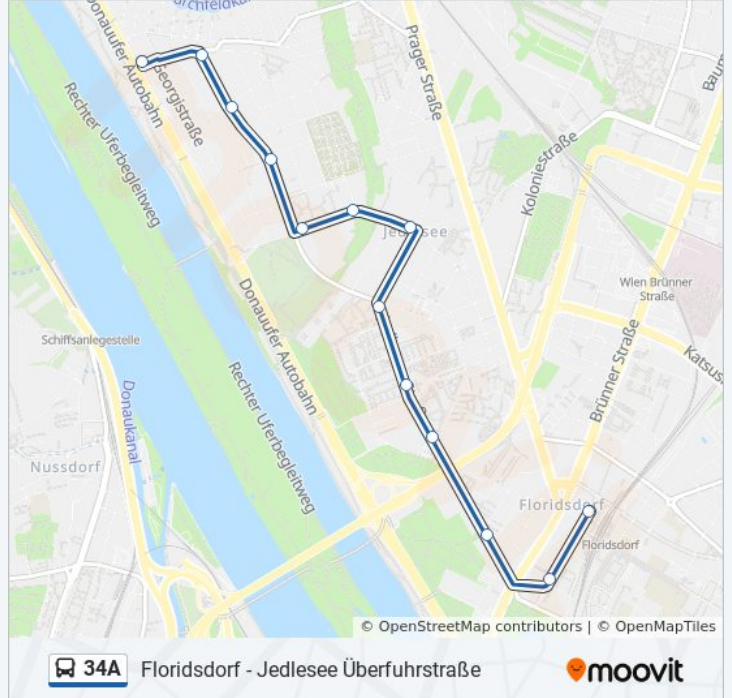 Donauufer Autobahn
Georgistraße
Prager Straße
Rechter Uferbegleitweg
Koloniestraße
Jedlesee
Wien Brünner
Straße
Donauufer Autobahn
Schiffsanlegestelle
Brünner Straße
Rechter Uferbegleitweg
Donaukanal
Nussdorf
Floridsdorf
Floridsdorf
© OpenStreetMap contributors | © OpenMapTiles
34A Floridsdorf - Jedlesee Überfuhrstraße
moovit